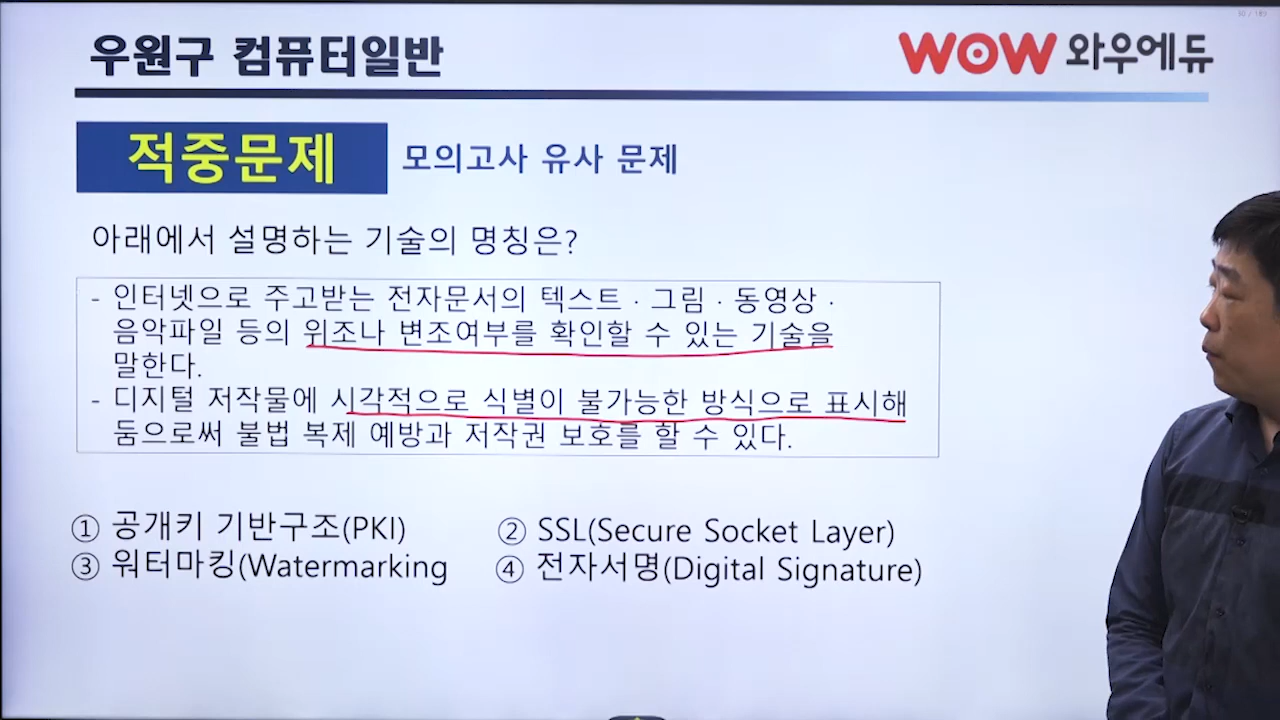 우원구 컴퓨터일반
WOW 와우에듀
적중문제 모의고사 유사 문제
아래에서 설명하는 기술의 명칭은?
- 인터넷으로 주고받는 전자문서의 텍스트 · 그림 · 동영상 ·
음악파일 등의 위조나 변조여부를 확인할 수 있는 기술을
말한다.
- 디지털 저작물에 시각적으로 식별이 불가능한 방식으로 표시해
둠으로써 불법 복제 예방과 저작권 보호를 할 수 있다.
① 공개키 기반구조(PKI) ② SSL(Secure Socket Layer)
③ 워터마킹(Watermarking ④ 전자서명(Digital Signature)